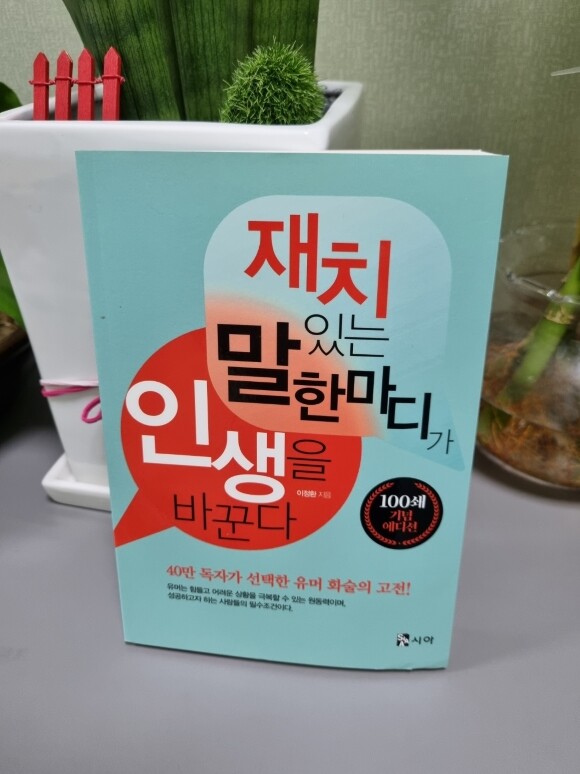 재치
있는
말한마디가
인생을
바꾼다
이정환 지음
100쇄
기념
에디션
40만 독자가 선택한 유머 화술의 고전!
유머는 힘들고 어려운 상황을 극복할 수 있는 원동력이며,
성공하고자 하는 사람들의 필수조건이다.
시아